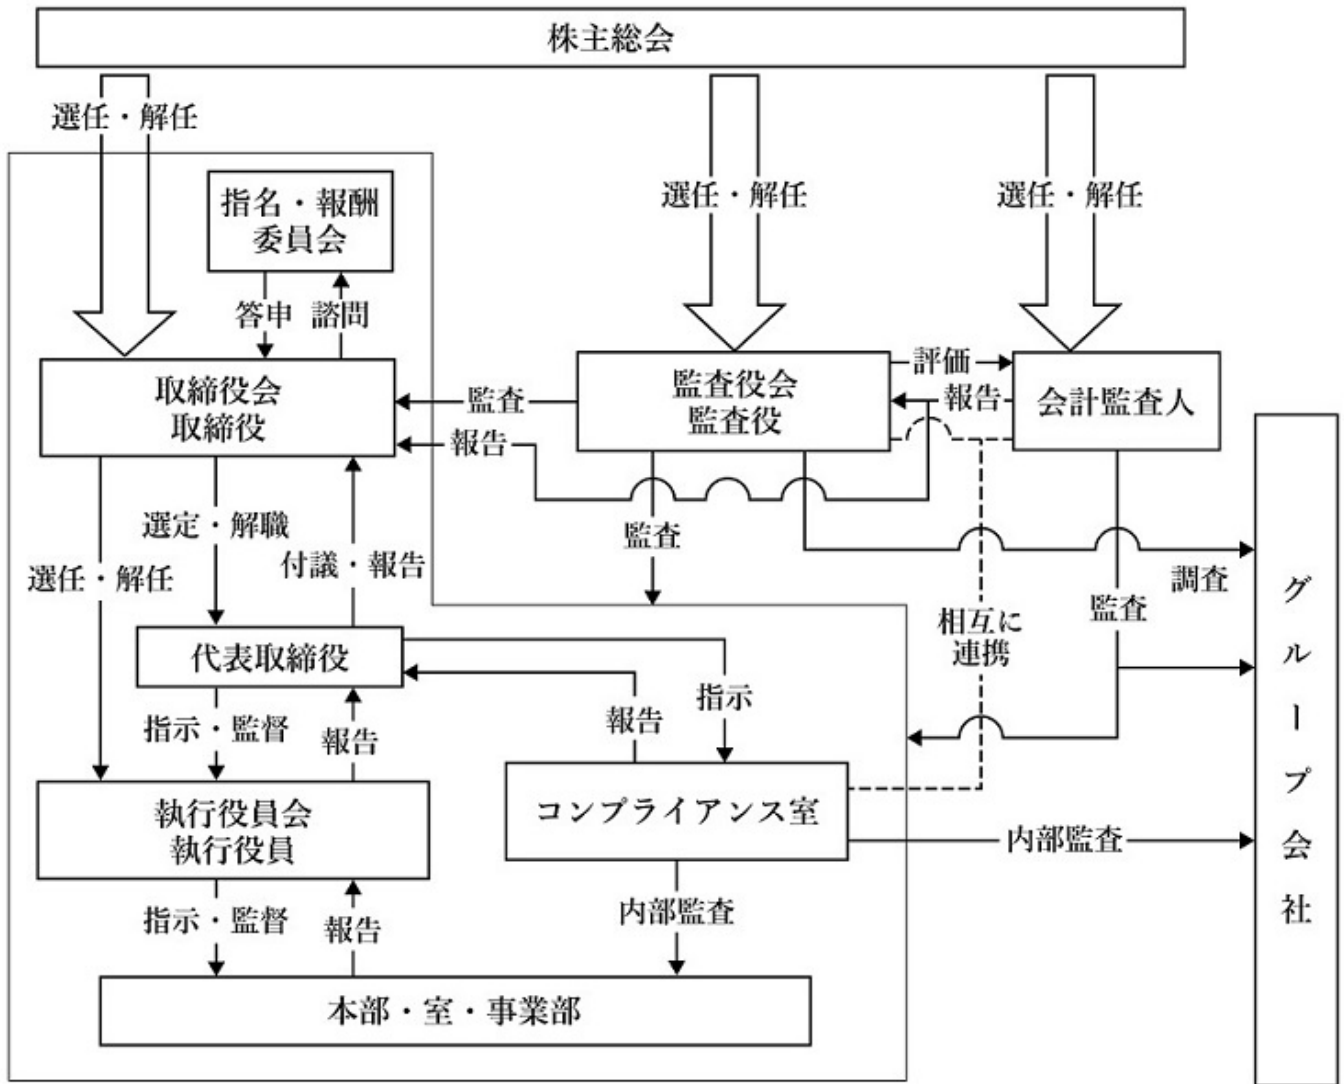 株主総会
選任・解任
選任・解任
選任・解任
指名・報酬
委員会
答申
諮問
取締役会
取締役
監査
報告
監査役会
監査役
評価
報告
会計監査人
選定・解職
選任・解任
付議・報告
監査
調査
監査
相互に
連携
グループ会社
代表取締役
指示・監督
報告
報告
指示
執行役員会
執行役員
コンプライアンス室
内部監査
指示・監督
報告
内部監査
本部・室・事業部